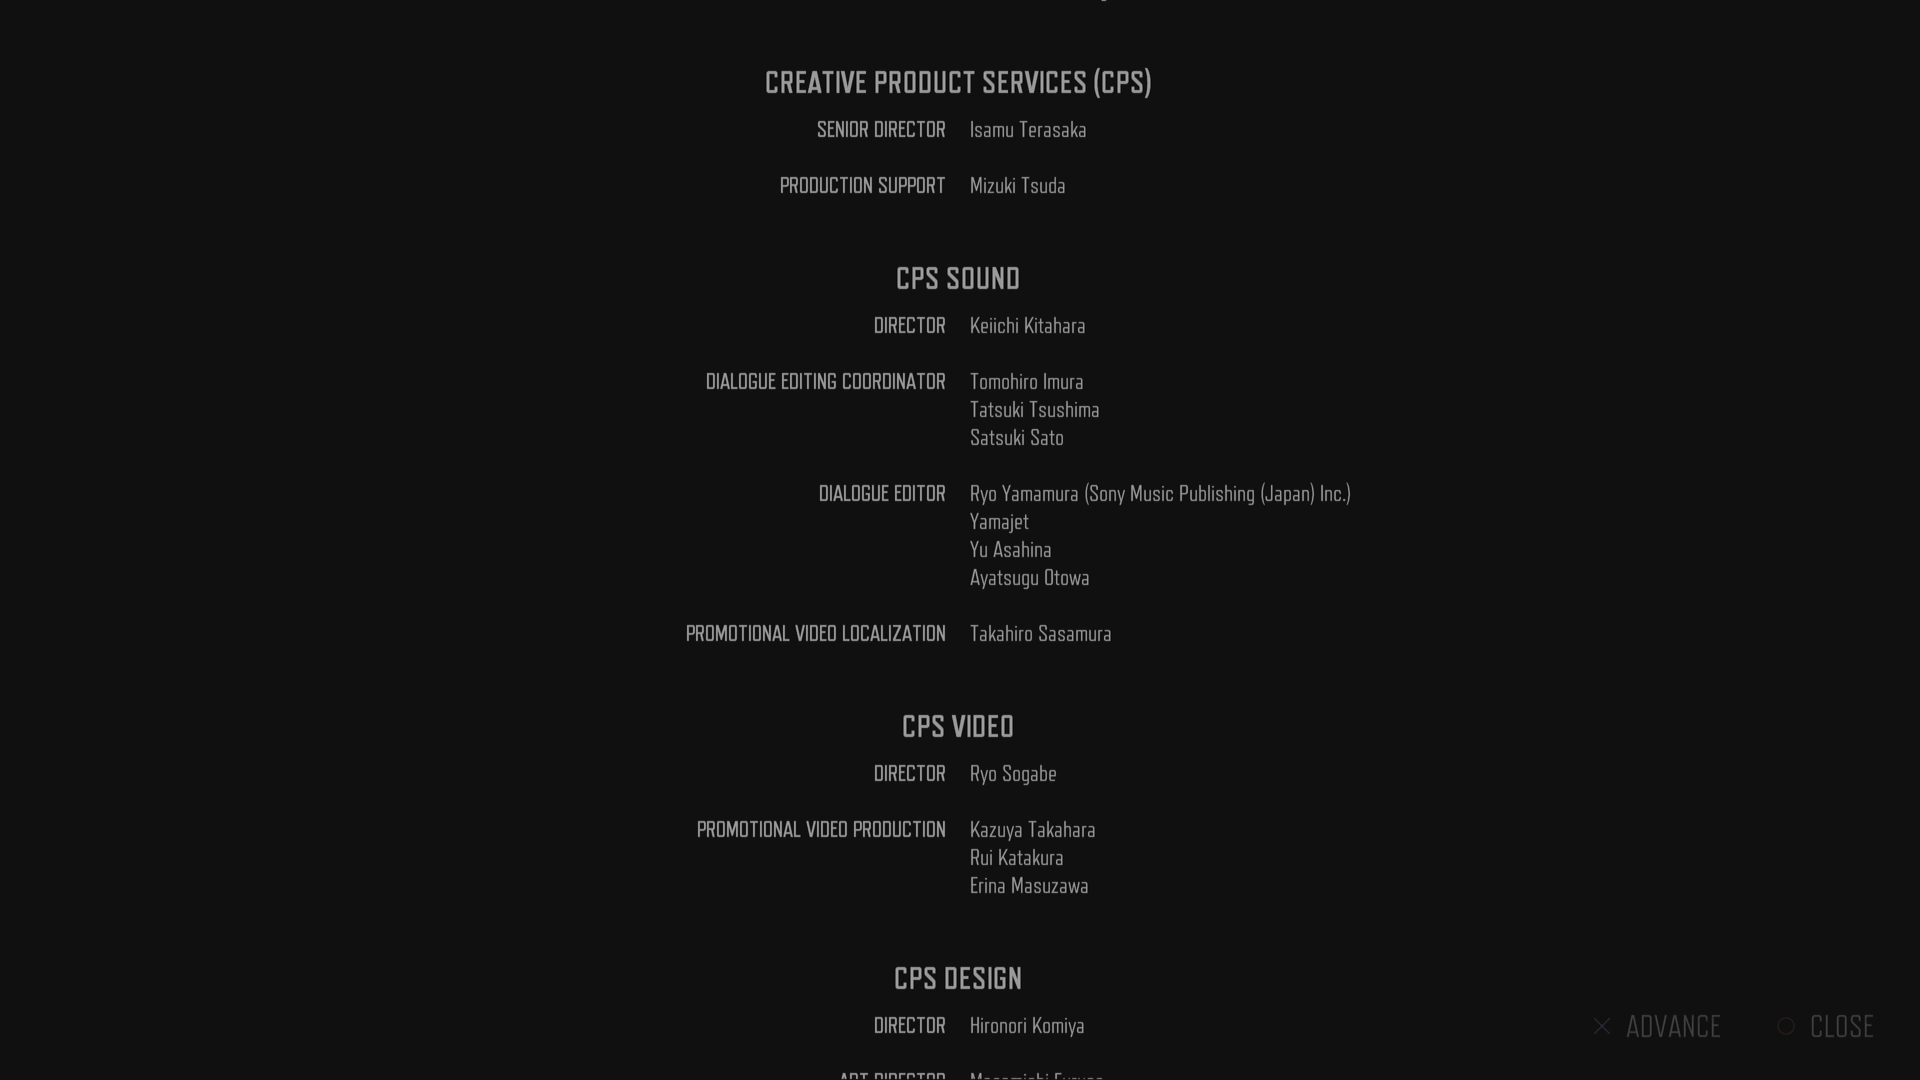 CREATIVE PRODUCT SERVICES (CPS)
SENIOR DIRECTOR Isamu Terasaka
PRODUCTION SUPPORT Mizuki Tsuda
CPS SOUND
DIRECTOR Keiichi Kitahara
DIALOGUE EDITING COORDINATOR Tomohiro Imura
Tatsuki Tsushima
Satsuki Sato
DIALOGUE EDITOR Ryo Yamamura (Sony Music Publishing (Japan) Inc.)
Yamajet
Yu Asahina
Ayatsugu Otowa
PROMOTIONAL VIDEO LOCALIZATION Takahiro Sasamura
CPS VIDEO
DIRECTOR Ryo Sogabe
PROMOTIONAL VIDEO PRODUCTION Kazuya Takahara
Rui Katakura
Erina Masuzawa
CPS DESIGN
DIRECTOR Hironori Komiya
ADVANCE CLOSE
ART DIRECTOR